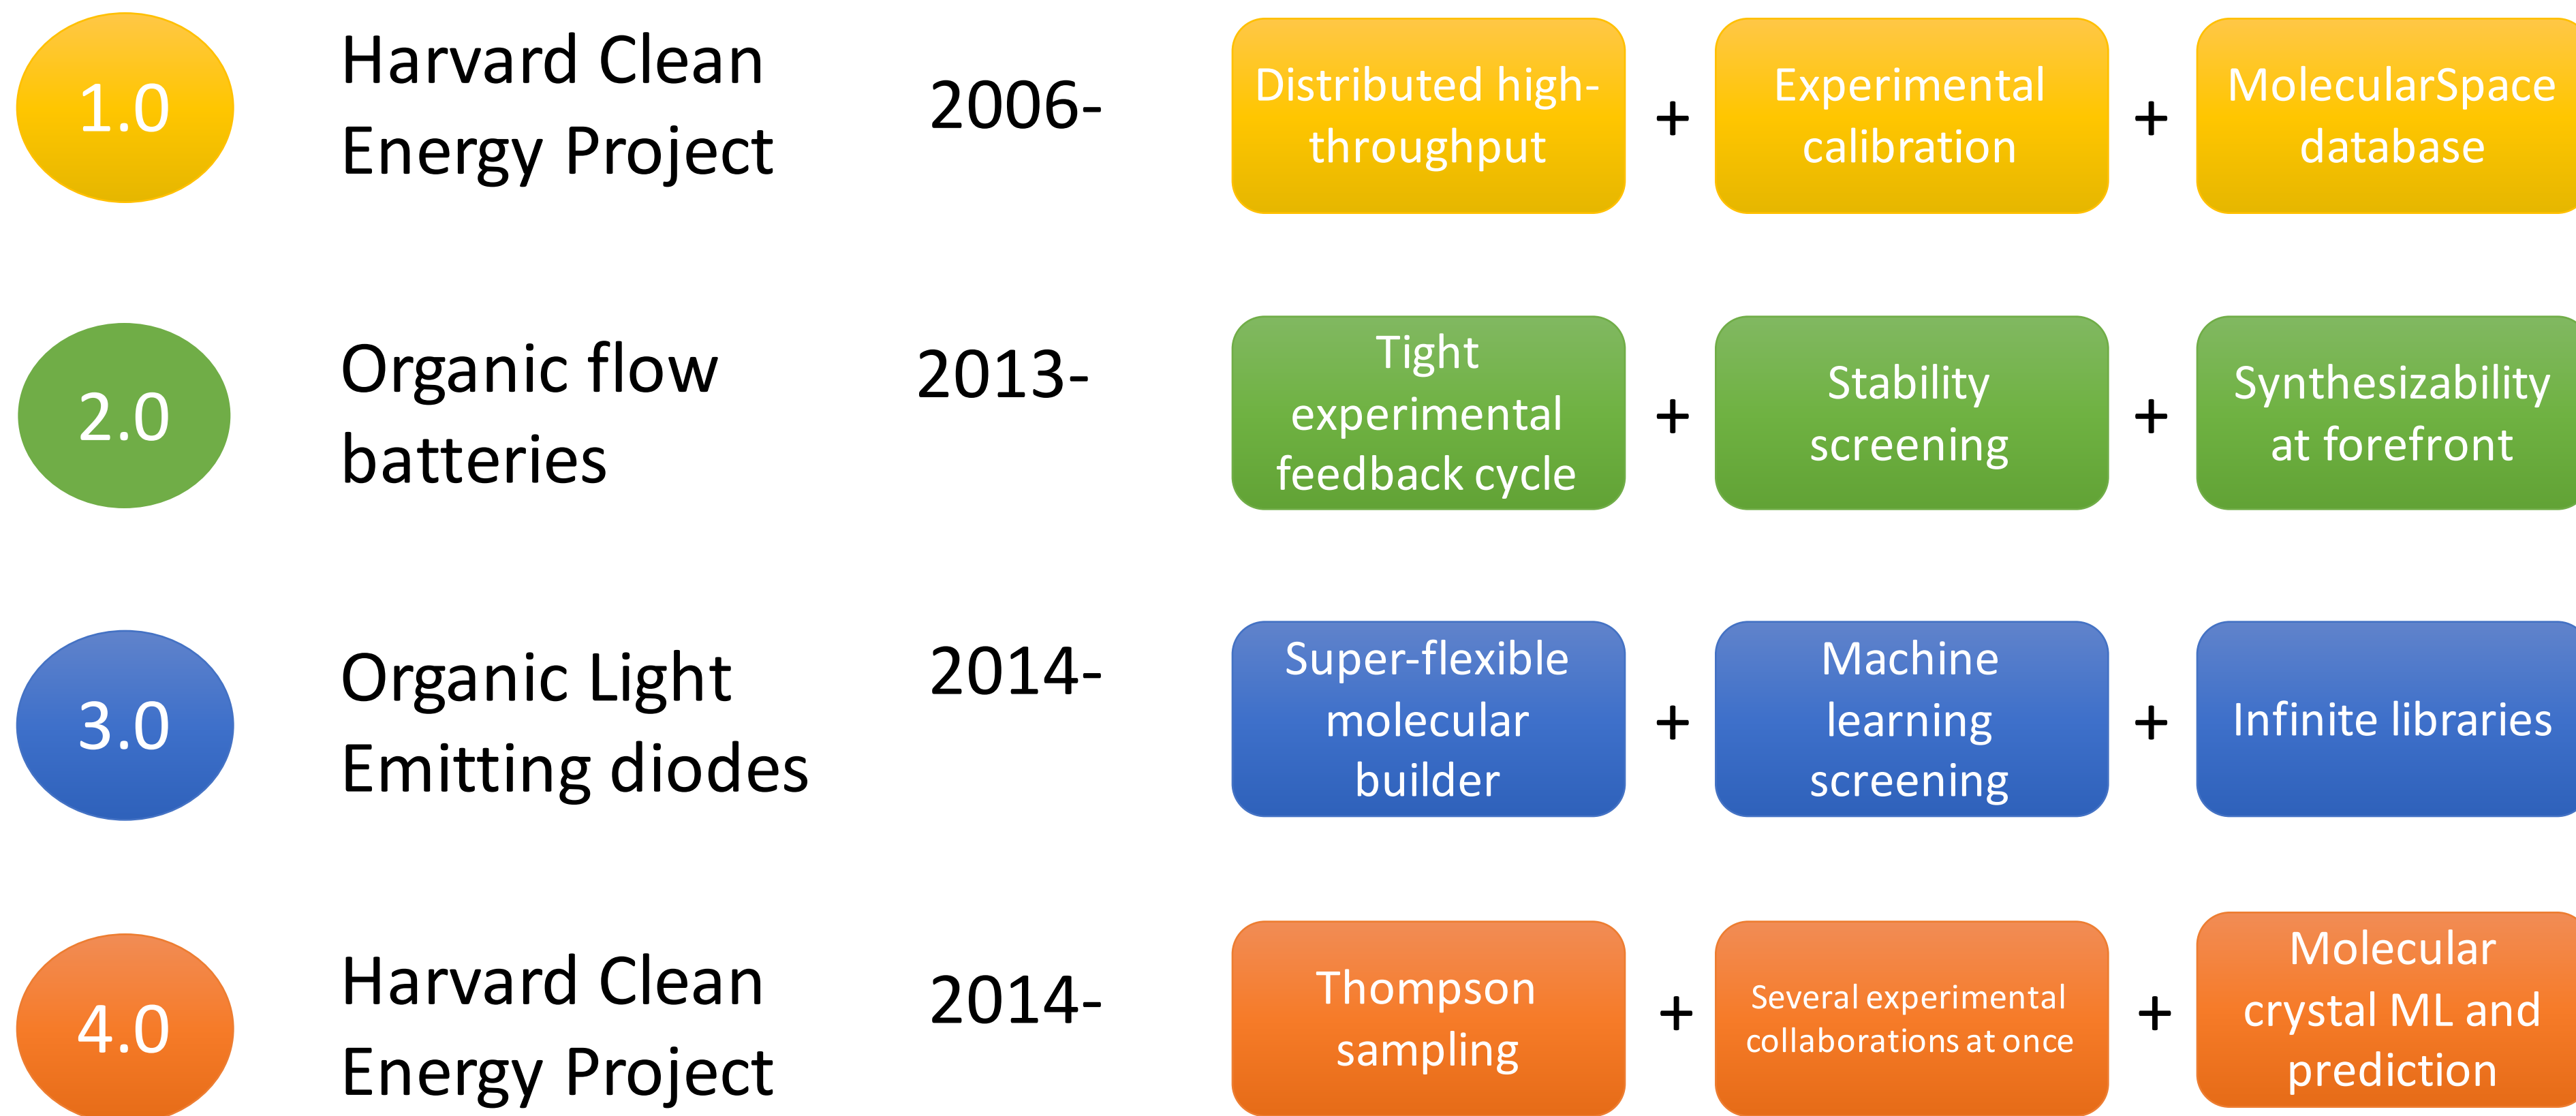 1.0
Harvard Clean
Energy Project
2006-
Distributed high-
throughput
+
Experimental
calibration
+
MolecularSpace
database
2.0
Organic flow
batteries
2013-
Tight
experimental
feedback cycle
+
Stability
screening
+
Synthesizability
at forefront
3.0
Organic Light
Emitting diodes
2014-
Super-flexible
molecular
builder
+
Machine
learning
screening
+
Infinite libraries
4.0
Harvard Clean
Energy Project
2014-
Thompson
sampling
+
Several experimental
collaborations at once
+
Molecular
crystal ML and
prediction